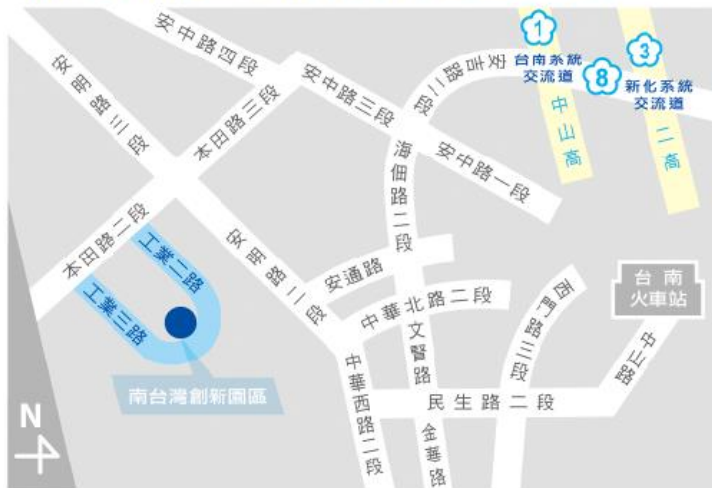 1
台南系統
交流道
3
8
新化系統
交流道
中山高
二高
安吉路二段
安中路四段
安中路三段
安中路一段
安明路三段
本田路三段
本田路二段
海佃路二段
工業二路
工業三路
安明路二段
安通路
中華北路二段
台南
火車站
中山路
西門路三段
文賢路
南台灣創新園區
中華西路二段
民生路二段
金華路
N